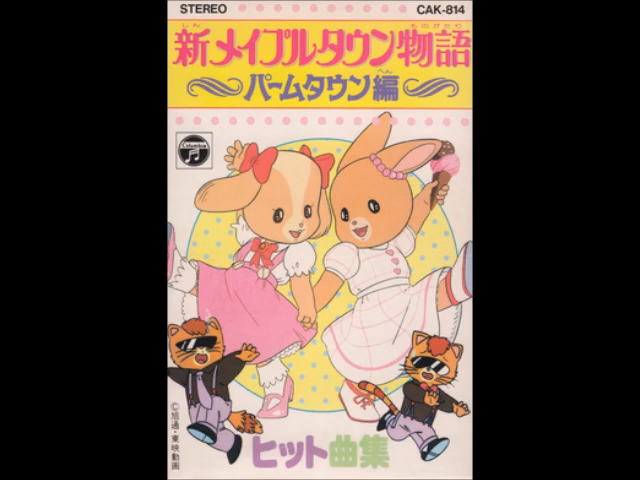 STEREO CAK-814
新メイプルタウン物語
しん ものがたり
パームタウン編
へん
Columbia
ヒット曲集
©旭通・東映動画